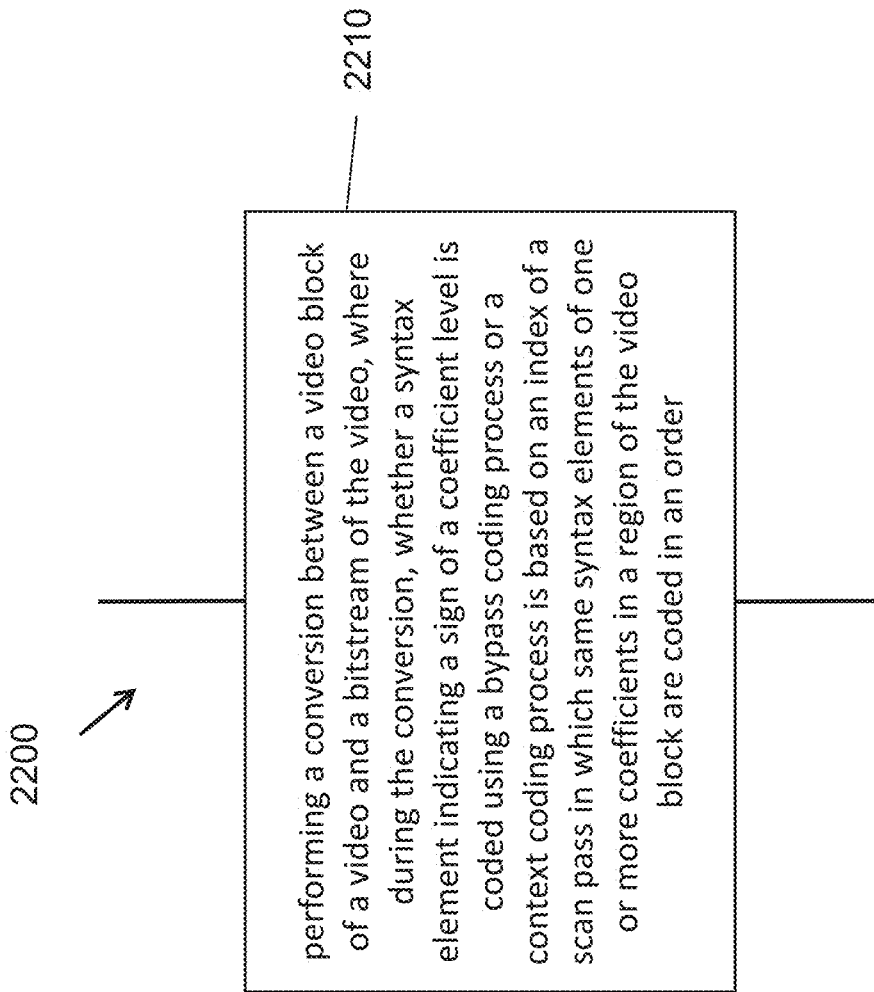 2200
2210
performing a conversion between a video block
of a video and a bitstream of the video, where
during the conversion, whether a syntax
element indicating a sign of a coefficient level is
coded using a bypass coding process or a
context coding process is based on an index of a
scan pass in which same syntax elements of one
or more coefficients in a region of the video
block are coded in an order